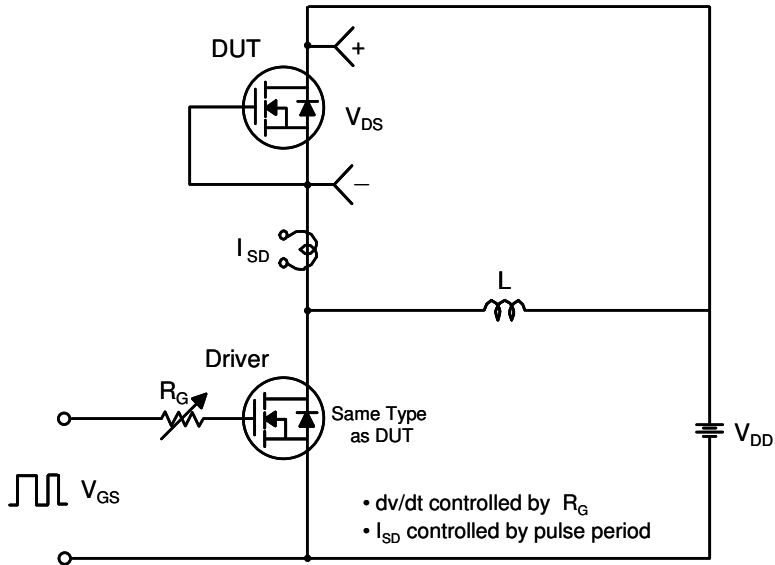 DUT
+
V_DS
−
I_SD
L
Driver
R_G
Same Type
as DUT
V_DD
V_GS
• dv/dt controlled by R_G
• I_SD controlled by pulse period